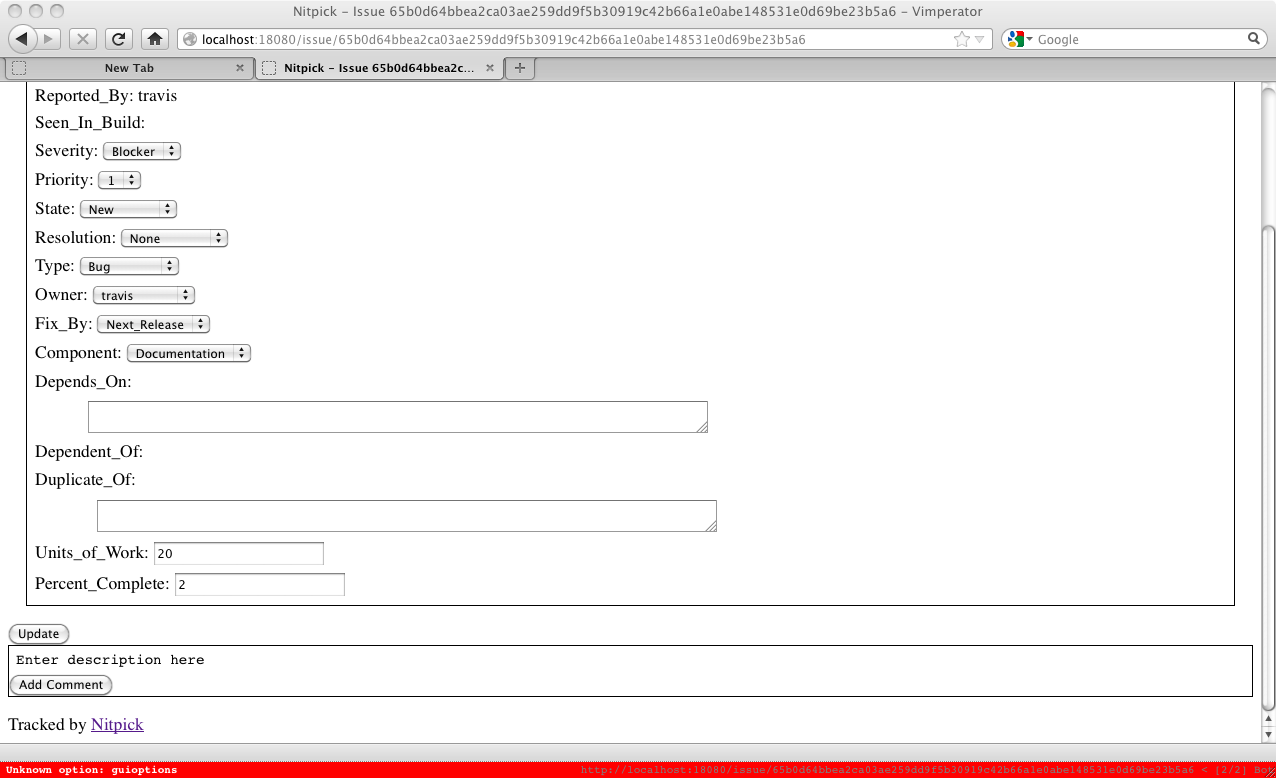 Nitpick – Issue 65b0d64bbea2ca03ae259dd9f5b30919c42b66a1e0abe148531e0d69be23b5a6 – Vimperator
localhost:18080/issue/65b0d64bbea2ca03ae259dd9f5b30919c42b66a1e0abe148531e0d69be23b5a6
Google
New Tab
Nitpick – Issue 65b0d64bbea2c...
Reported_By: travis
Seen_In_Build:
Severity: Blocker
Priority: 1
State: New
Resolution: None
Type: Bug
Owner: travis
Fix_By: Next_Release
Component: Documentation
Depends_On:
Dependent_Of:
Duplicate_Of:
Units_of_Work: 20
Percent_Complete: 2
Update
Enter description here
Add Comment
Tracked by Nitpick
Unknown option: guioptions
http://localhost:18080/issue/65b0d64bbea2ca03ae259dd9f5b30919c42b66a1e0abe148531e0d69be23b5a6 < [2/2] Bot